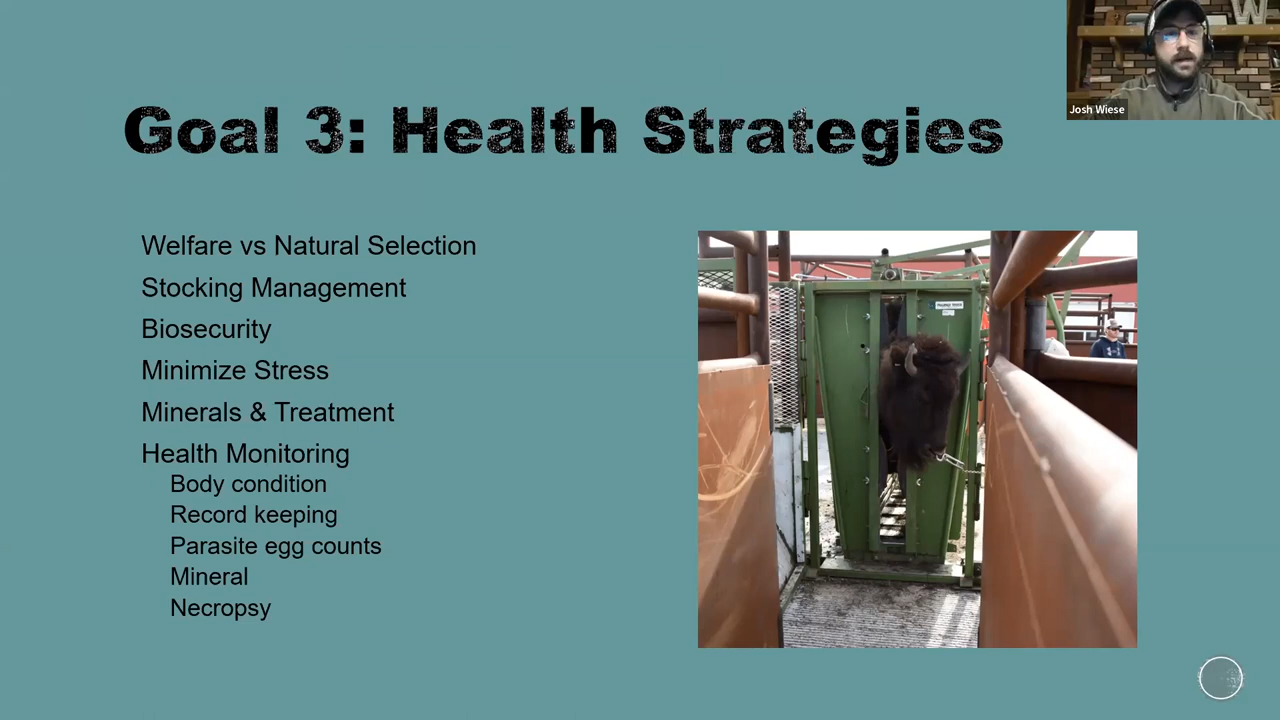 Goal 3: Health Strategies
Josh Wiese
Welfare vs Natural Selection
Stocking Management
Biosecurity
Minimize Stress
Minerals & Treatment
Health Monitoring
Body condition
Record keeping
Parasite egg counts
Mineral
Necropsy
W